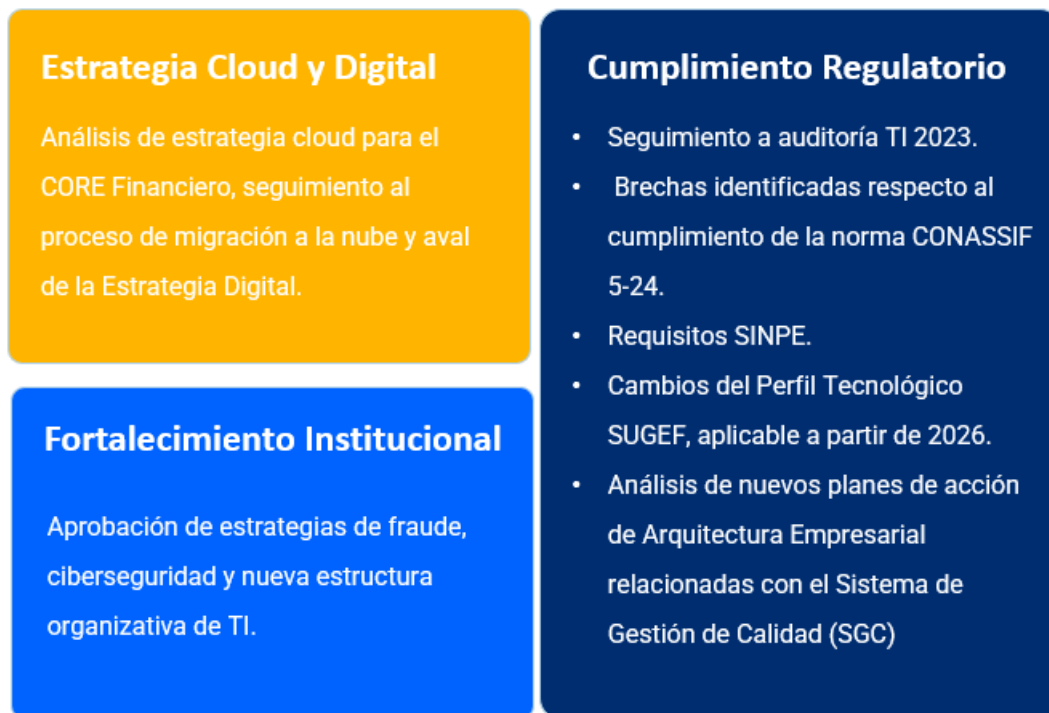 Estrategia Cloud y Digital
Análisis de estrategia cloud para el
CORE Financiero, seguimiento al
proceso de migración a la nube y aval
de la Estrategia Digital.
Fortalecimiento Institucional
Aprobación de estrategias de fraude,
ciberseguridad y nueva estructura
organizativa de TI.
Cumplimiento Regulatorio
• Seguimiento a auditoría TI 2023.
• Brechas identificadas respecto al
cumplimiento de la norma CONASSIF
5-24.
• Requisitos SINPE.
• Cambios del Perfil Tecnológico
SUGEF, aplicable a partir de 2026.
• Análisis de nuevos planes de acción
de Arquitectura Empresarial
relacionadas con el Sistema de
Gestión de Calidad (SGC)